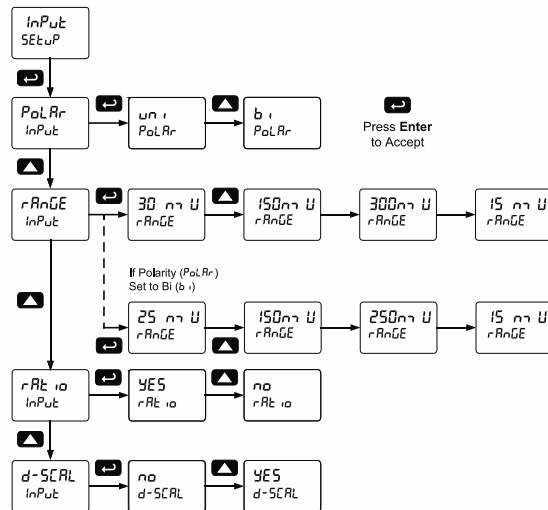 InPut
SEtuP
PoLAr
InPut
uni
PoLAr
bi
PoLAr
Press Enter
to Accept
rAnGE
InPut
30 mV
rAnGE
150mV
rAnGE
300mV
rAnGE
15 mV
rAnGE
If Polarity (PoLAr)
Set to Bi (bi)
25 mV
rAnGE
150mV
rAnGE
250mV
rAnGE
15 mV
rAnGE
rAtio
InPut
YES
rAtio
no
rAtio
d-SCAL
InPut
no
d-SCAL
YES
d-SCAL